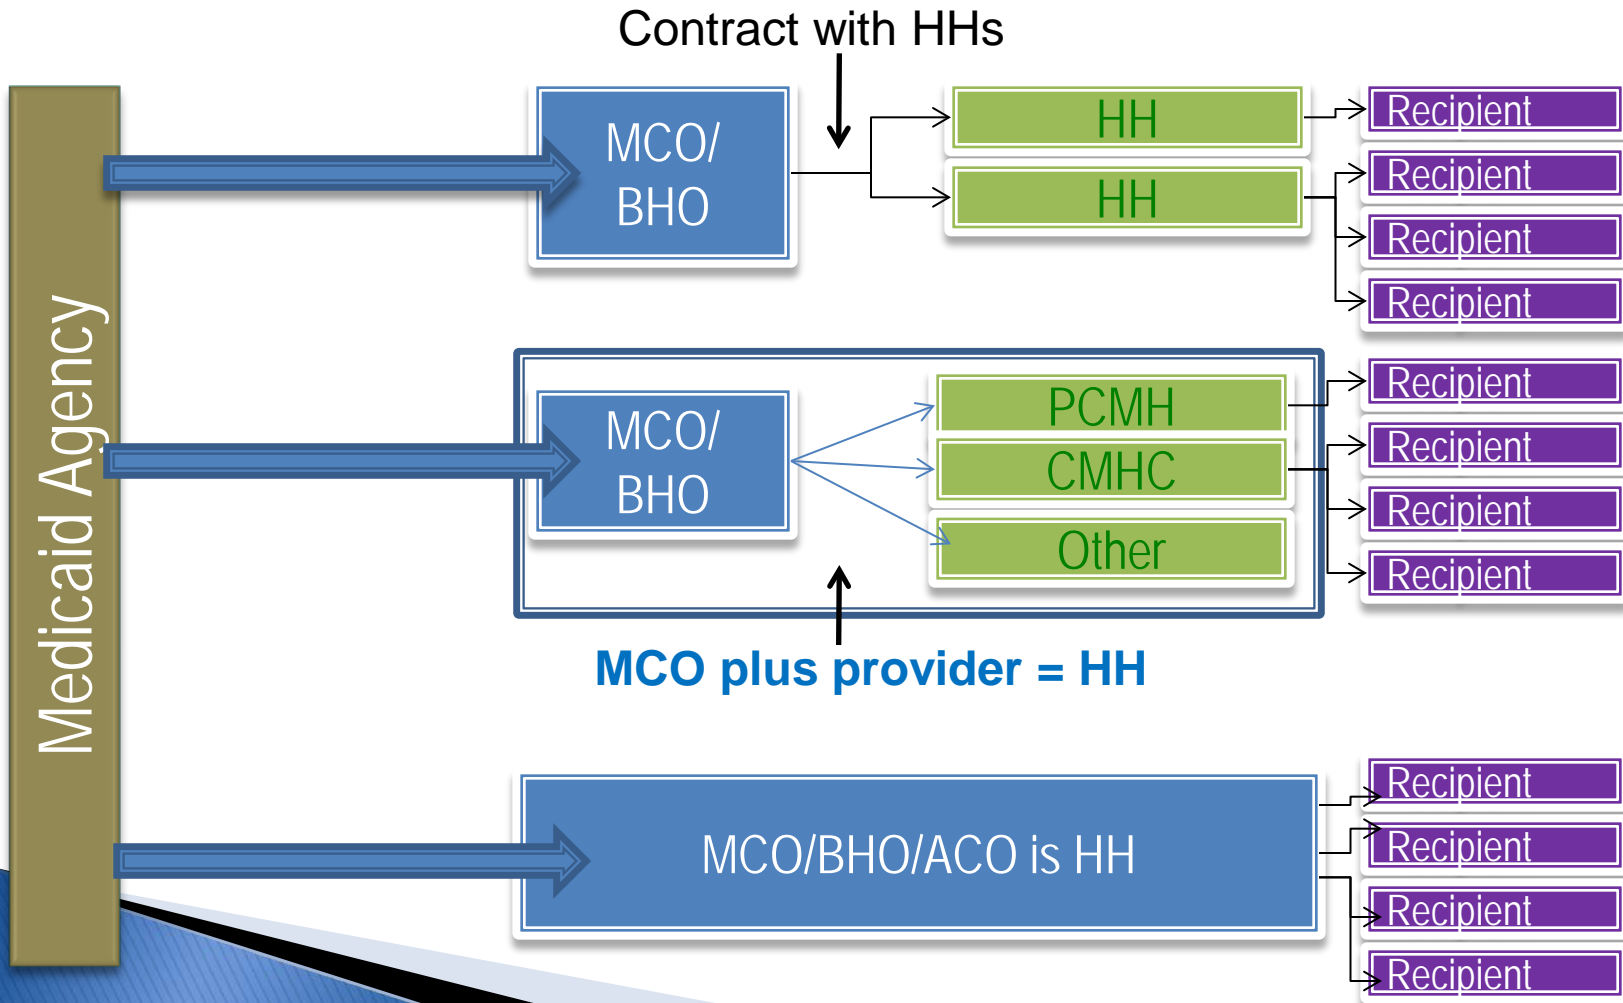 Contract with HHs
Medicaid Agency
MCO/
BHO
HH
HH
Recipient
Recipient
Recipient
Recipient
MCO/
BHO
PCMH
CMHC
Other
Recipient
Recipient
Recipient
Recipient
MCO plus provider = HH
MCO/BHO/ACO is HH
Recipient
Recipient
Recipient
Recipient